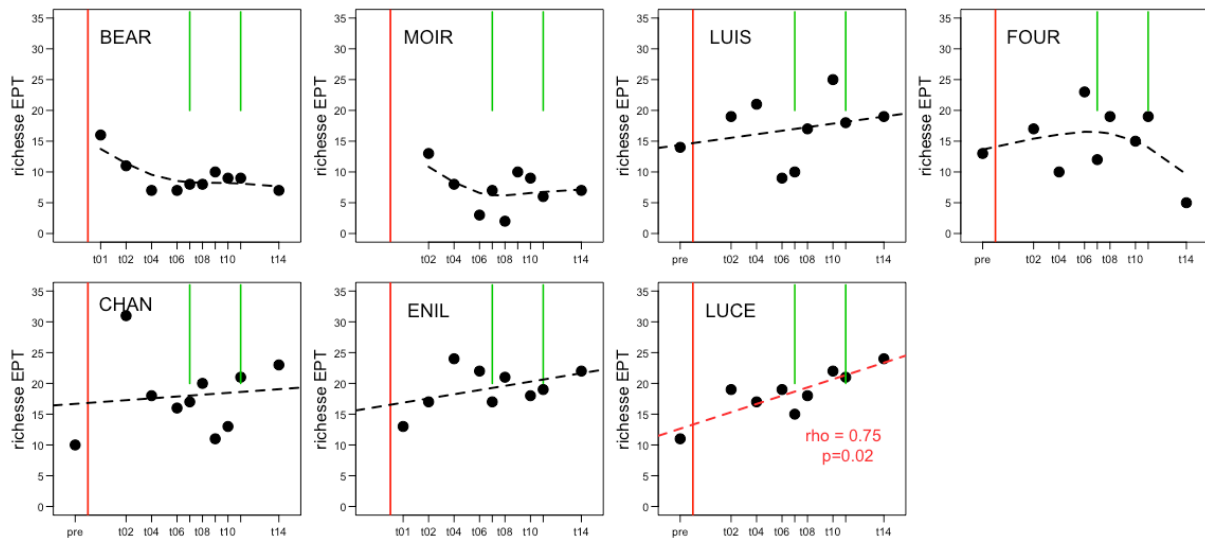 BEAR
richesse EPT
35
30
25
20
15
10
5
0
t01 t02 t04 t06 t08 t10 t14
MOIR
richesse EPT
35
30
25
20
15
10
5
0
t02 t04 t06 t08 t10 t14
LUIS
richesse EPT
35
30
25
20
15
10
5
0
pre t02 t04 t06 t08 t10 t14
FOUR
richesse EPT
35
30
25
20
15
10
5
0
pre t02 t04 t06 t08 t10 t14
CHAN
richesse EPT
35
30
25
20
15
10
5
0
pre t02 t04 t06 t08 t10 t14
ENIL
richesse EPT
35
30
25
20
15
10
5
0
t01 t02 t04 t06 t08 t10 t14
LUCE
richesse EPT
35
30
25
20
15
10
5
0
rho = 0.75
p=0.02
pre t02 t04 t06 t08 t10 t14